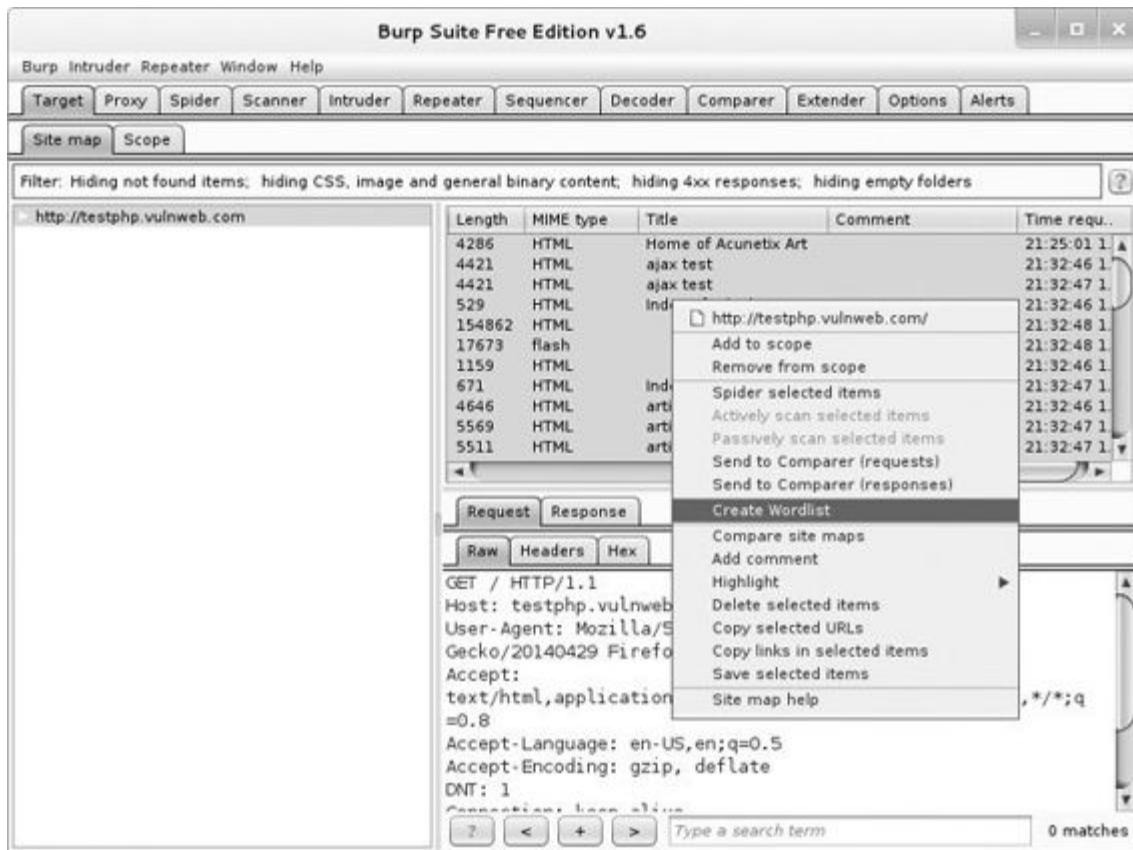 Burp Suite Free Edition v1.6
Burp Intruder Repeater Window Help
Target Proxy Spider Scanner Intruder Repeater Sequencer Decoder Comparer Extender Options Alerts
Site map Scope
Filter: Hiding not found items; hiding CSS, image and general binary content; hiding 4xx responses; hiding empty folders ?
http://testphp.vulnweb.com
Length MIME type Title Comment Time requ..
4286 HTML Home of Acunetix Art 21:25:01 1.
4421 HTML ajax test 21:32:46 1.
4421 HTML ajax test 21:32:47 1.
529 HTML 21:32:46 1.
154862 HTML 21:32:48 1.
17673 flash 21:32:48 1.
1159 HTML 21:32:46 1.
671 HTML Inde 21:32:47 1.
4646 HTML arti 21:32:46 1.
5569 HTML arti 21:32:47 1.
5511 HTML arti 21:32:47 1.
http://testphp.vulnweb.com/
Add to scope
Remove from scope
Spider selected items
Actively scan selected items
Passively scan selected items
Send to Comparer (requests)
Send to Comparer (responses)
Create Wordlist
Compare site maps
Add comment
Highlight
Delete selected items
Copy selected URLs
Copy links in selected items
Save selected items
Site map help
Request Response
Raw Headers Hex
GET / HTTP/1.1
Host: testphp.vulnweb
User-Agent: Mozilla/5
Gecko/20140429 Firefo
Accept:
text/html,application ,*/*;q
=0.8
Accept-Language: en-US,en;q=0.5
Accept-Encoding: gzip, deflate
DNT: 1
Connection: keep-alive
? < + > Type a search term 0 matches